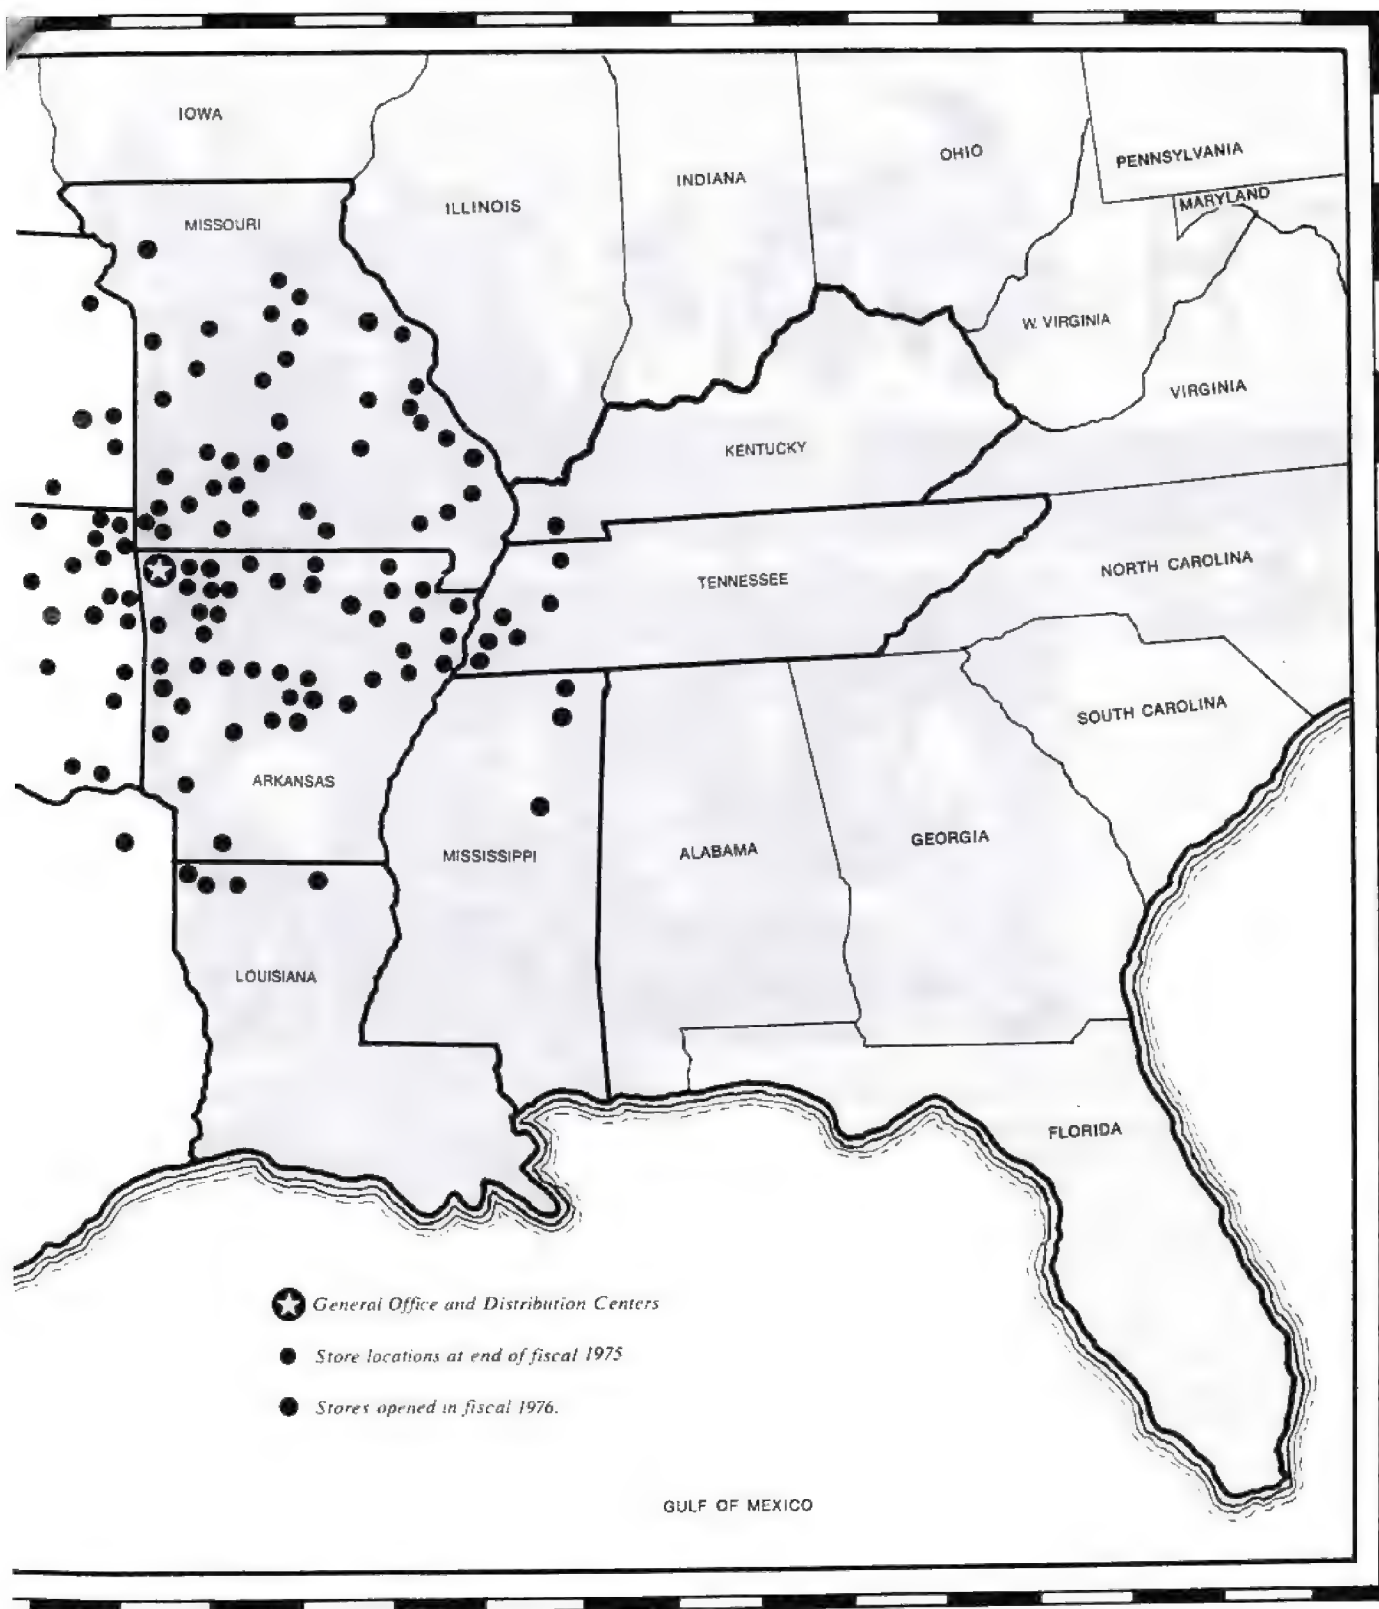 IOWA
OHIO
PENNSYLVANIA
INDIANA
MARYLAND
ILLINOIS
MISSOURI
W. VIRGINIA
VIRGINIA
KENTUCKY
NORTH CAROLINA
TENNESSEE
SOUTH CAROLINA
ARKANSAS
GEORGIA
ALABAMA
MISSISSIPPI
LOUISIANA
FLORIDA
General Office and Distribution Centers
Store locations at end of fiscal 1975
Stores opened in fiscal 1976.
GULF OF MEXICO